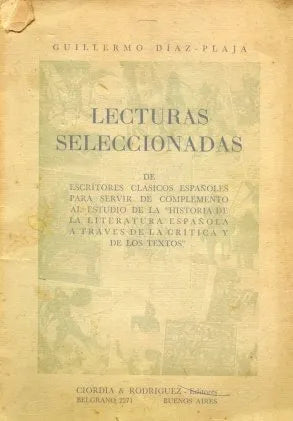 GUILLERMO DÍAZ-PLAJA
LECTURAS
SELECCIONADAS
DE
ESCRITORES CLASICOS ESPAÑOLES
PARA SERVIR DE COMPLEMENTO
AL ESTUDIO DE LA "HISTORIA DE
LA LITERATURA ESPAÑOLA
A TRAVES DE LA CRITICA Y
DE LOS TEXTOS"
CIORDIA & RODRIGUEZ - Editores
BELGRANO 2271 BUENOS AIRES